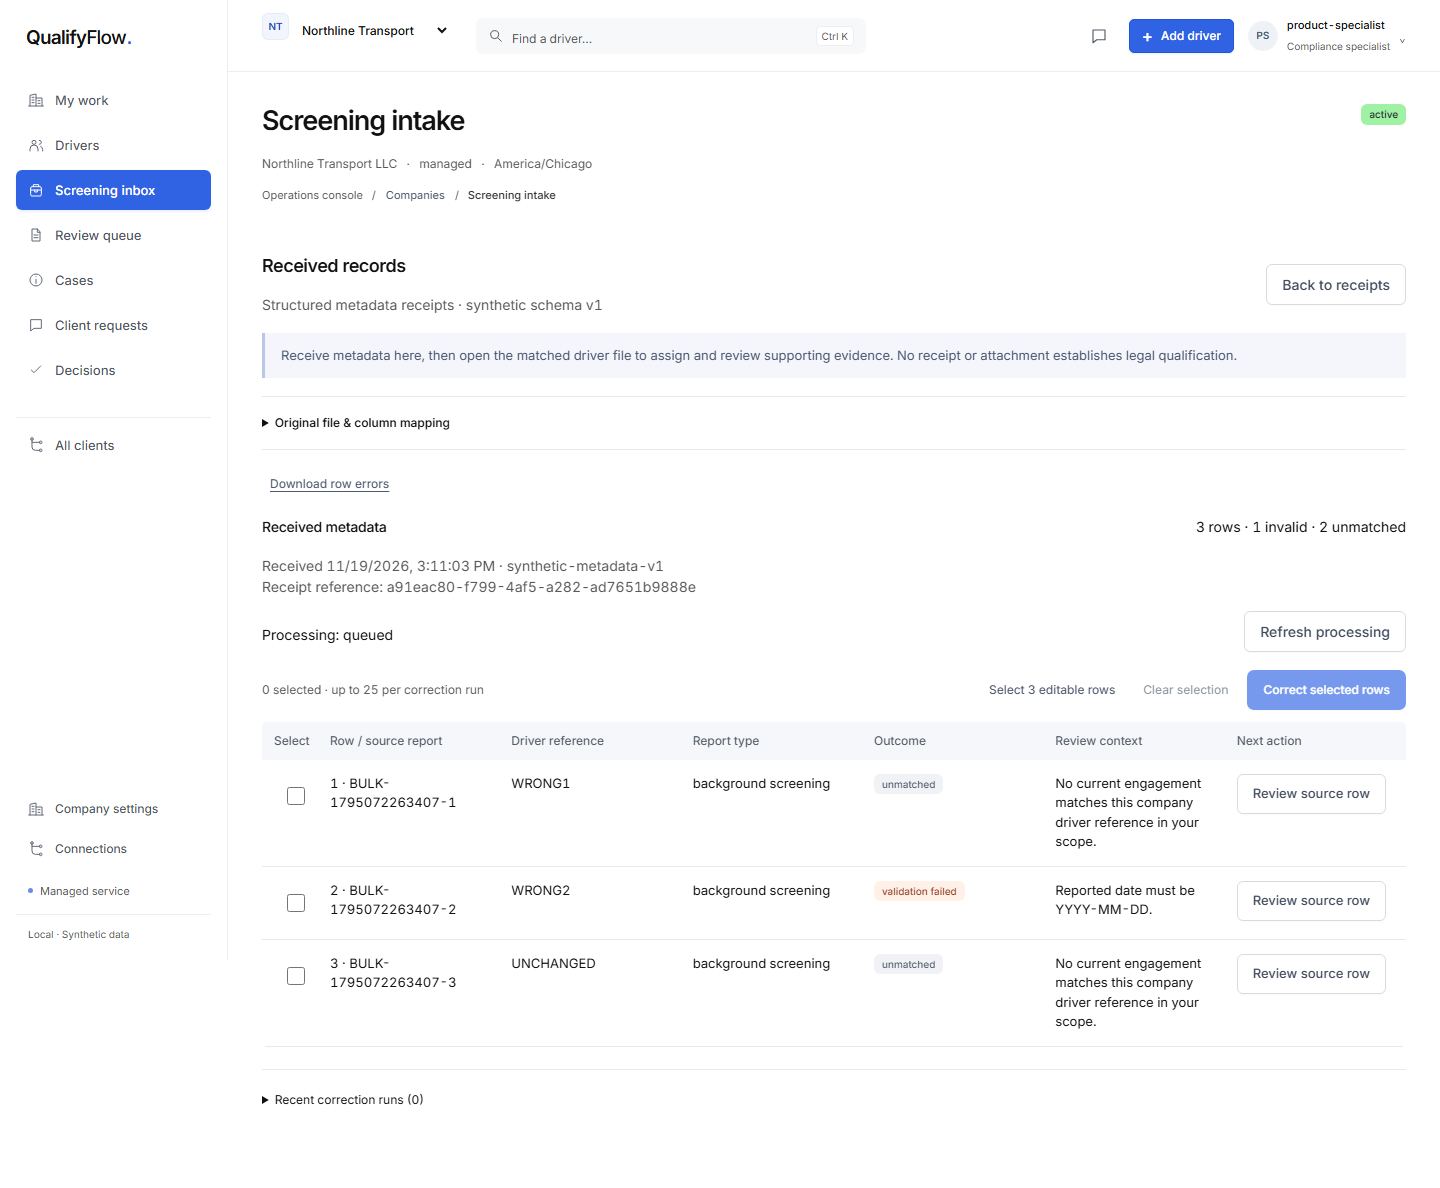 QualifyFlow.
My work
Drivers
Screening inbox
Review queue
Cases
Client requests
Decisions
All clients
Company settings
Connections
Managed service
Local · Synthetic data
NT
Northline Transport
Find a driver...
Ctrl K
+ Add driver
PS
product-specialist
Compliance specialist
Screening intake
active
Northline Transport LLC · managed · America/Chicago
Operations console / Companies / Screening intake
Received records
Structured metadata receipts · synthetic schema v1
Back to receipts
Receive metadata here, then open the matched driver file to assign and review supporting evidence. No receipt or attachment establishes legal qualification.
Original file & column mapping
Download row errors
Received metadata
3 rows · 1 invalid · 2 unmatched
Received 11/19/2026, 3:11:03 PM · synthetic-metadata-v1
Receipt reference: a91eac80-f799-4af5-a282-ad7651b9888e
Processing: queued
Refresh processing
0 selected · up to 25 per correction run
Select 3 editable rows
Clear selection
Correct selected rows
Select
Row / source report
Driver reference
Report type
Outcome
Review context
Next action
1 · BULK-
1795072263407-1
WRONG1
background screening
unmatched
No current engagement
matches this company
driver reference in your
scope.
Review source row
2 · BULK-
1795072263407-2
WRONG2
background screening
validation failed
Reported date must be
YYYY-MM-DD.
Review source row
3 · BULK-
1795072263407-3
UNCHANGED
background screening
unmatched
No current engagement
matches this company
driver reference in your
scope.
Review source row
Recent correction runs (0)